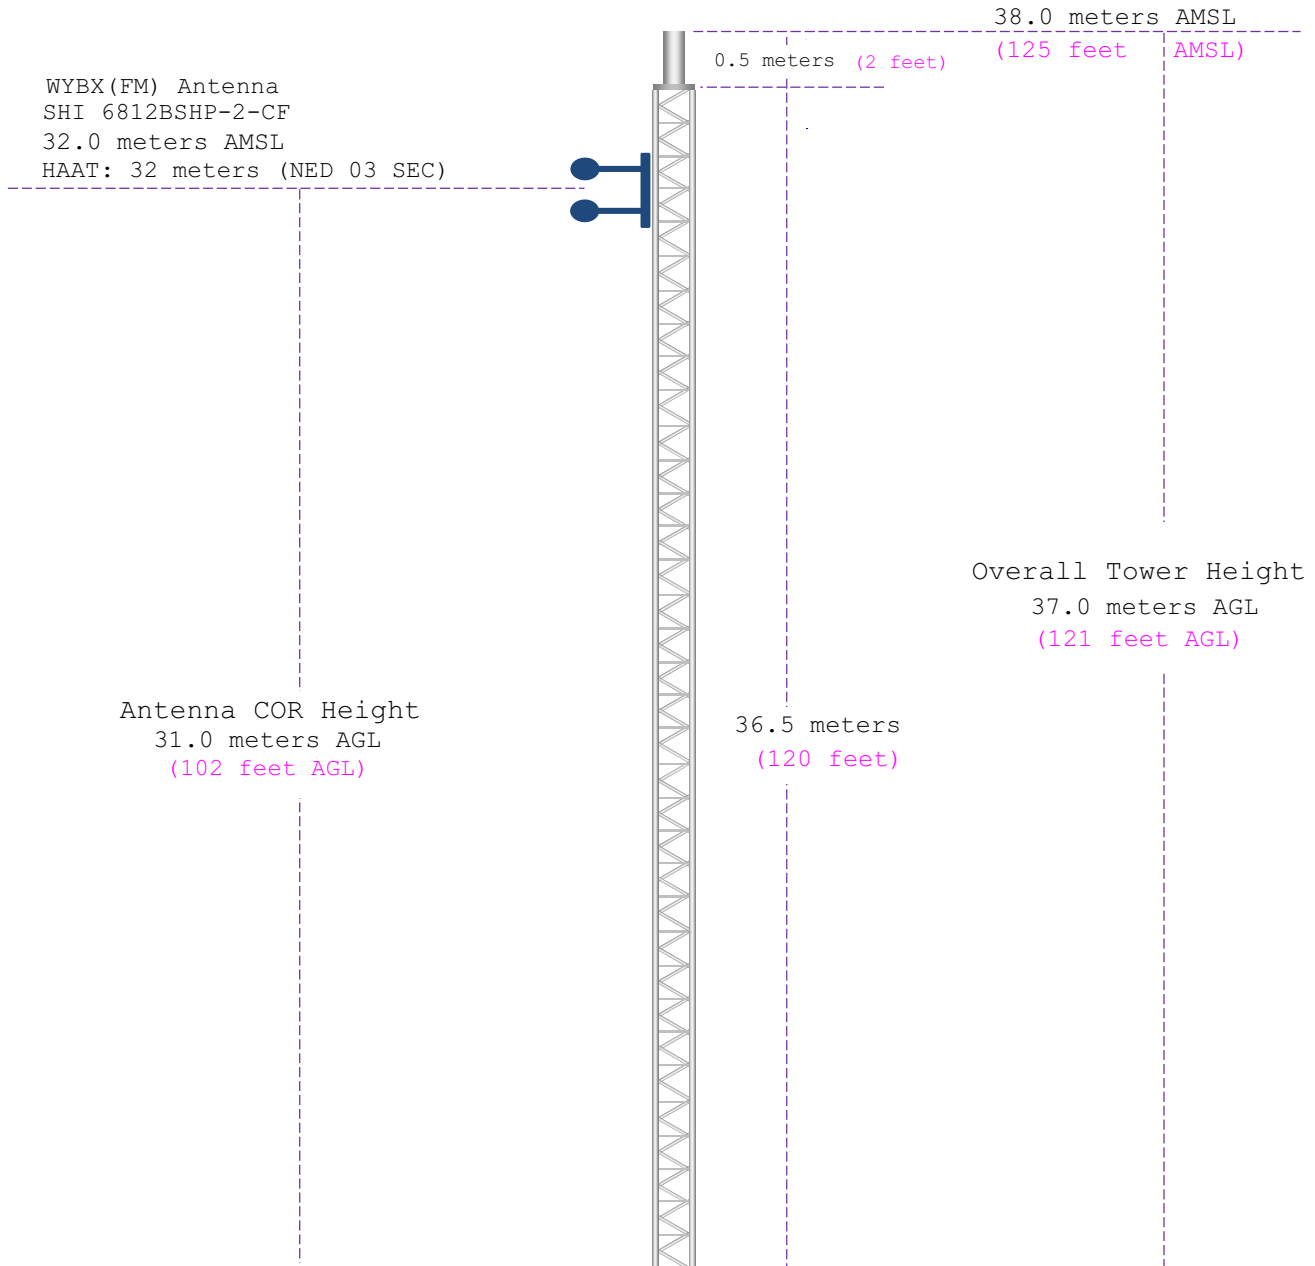 38.0 meters AMSL
(125 feet AMSL)
0.5 meters (2 feet)
WYBX(FM) Antenna
SHI 6812BSHP-2-CF
32.0 meters AMSL
HAAT: 32 meters (NED 03 SEC)
Overall Tower Height
37.0 meters AGL
(121 feet AGL)
Antenna COR Height
31.0 meters AGL
(102 feet AGL)
36.5 meters
(120 feet)